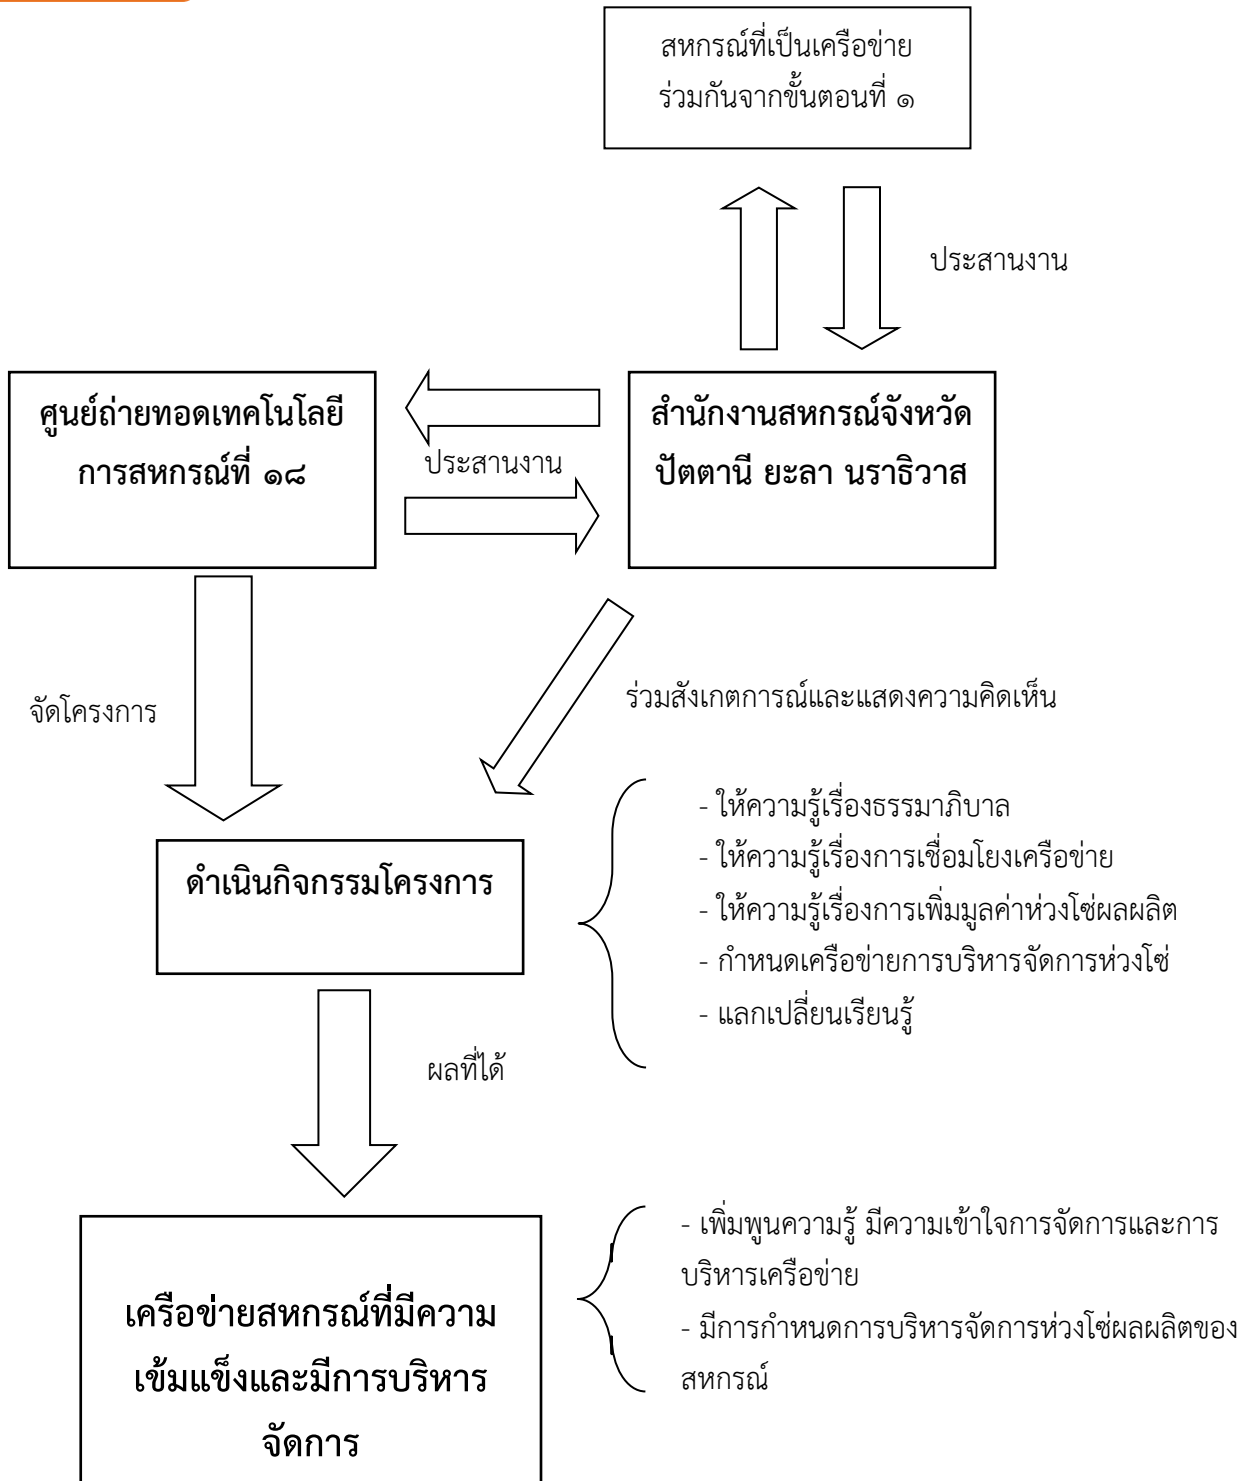 สหกรณ์ที่เป็นเครือข่าย
ร่วมกันจากขั้นตอนที่ ๑
ประสานงาน
ศูนย์ถ่ายทอดเทคโนโลยี
การสหกรณ์ที่ ๑๘
ประสานงาน
สำนักงานสหกรณ์จังหวัด
ปัตตานี ยะลา นราธิวาส
จัดโครงการ
ร่วมสังเกตการณ์และแสดงความคิดเห็น
ดำเนินกิจกรรมโครงการ
- ให้ความรู้เรื่องธรรมาภิบาล
- ให้ความรู้เรื่องการเชื่อมโยงเครือข่าย
- ให้ความรู้เรื่องการเพิ่มมูลค่าห่วงโซ่ผลผลิต
- กำหนดเครือข่ายการบริหารจัดการห่วงโซ่
- แลกเปลี่ยนเรียนรู้
ผลที่ได้
เครือข่ายสหกรณ์ที่มีความ
เข้มแข็งและมีการบริหาร
จัดการ
- เพิ่มพูนความรู้ มีความเข้าใจการจัดการและการ
บริหารเครือข่าย
- มีการกำหนดการบริหารจัดการห่วงโซ่ผลผลิตของ
สหกรณ์